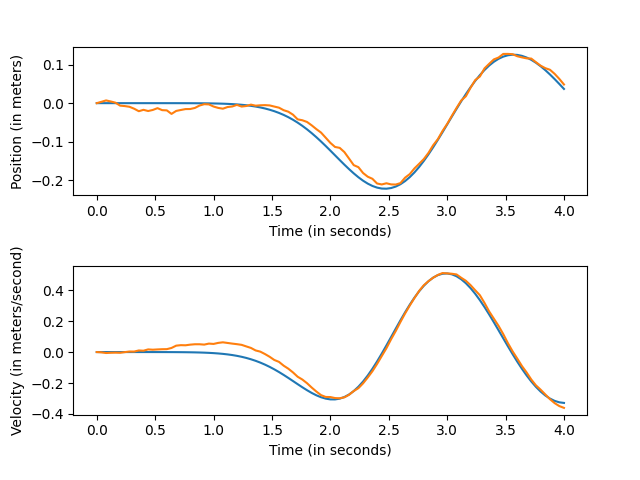 Position (in meters)
0.1
0.0
−0.1
−0.2
0.0 0.5 1.0 1.5 2.0 2.5 3.0 3.5 4.0
Time (in seconds)
Velocity (in meters/second)
0.4
0.2
0.0
−0.2
−0.4
0.0 0.5 1.0 1.5 2.0 2.5 3.0 3.5 4.0
Time (in seconds)